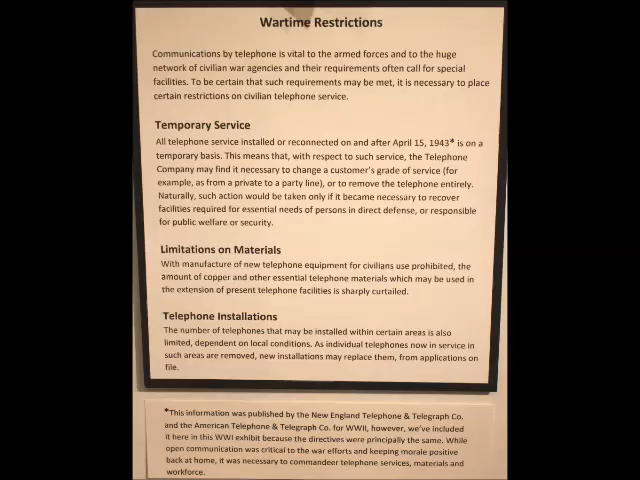 Wartime Restrictions
Communications by telephone is vital to the armed forces and to the huge
network of civilian war agencies and their requirements often call for special
facilities. To be certain that such requirements may be met, it is necessary to place
certain restrictions on civilian telephone service.
Temporary Service
All telephone service installed or reconnected on and after April 15, 1943* is on a
temporary basis. This means that, with respect to such service, the Telephone
Company may find it necessary to change a customer's grade of service (for
example, as from a private to a party line), or to remove the telephone entirely.
Naturally, such action would be taken only if it became necessary to recover
facilities required for essential needs of persons in direct defense, or responsible
for public welfare or security.
Limitations on Materials
With manufacture of new telephone equipment for civilians use prohibited, the
amount of copper and other essential telephone materials which may be used in
the extension of present telephone facilities is sharply curtailed.
Telephone Installations
The number of telephones that may be installed within certain areas is also
limited, dependent on local conditions. As individual telephones now in service in
such areas are removed, new installations may replace them, from applications on
file.
*This information was published by the New England Telephone & Telegraph Co.
and the American Telephone & Telegraph Co. for WWII, however, we've included
it here in this WWI exhibit because the directives were principally the same. While
open communication was critical to the war efforts and keeping morale positive
back at home, it was necessary to commandeer telephone services, materials and
workforce.